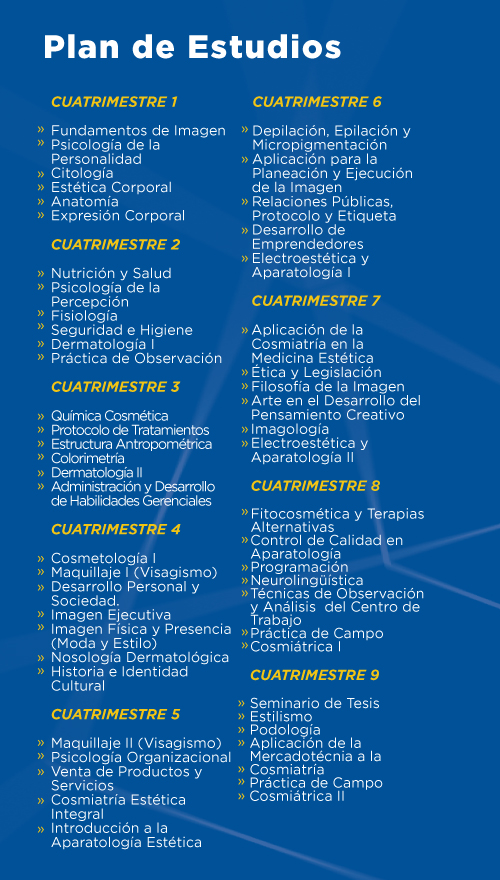 Plan de Estudios
CUATRIMESTRE 1
» Fundamentos de Imagen
» Psicología de la
Personalidad
» Citología
» Estética Corporal
» Anatomía
» Expresión Corporal
CUATRIMESTRE 2
» Nutrición y Salud
» Psicología de la
Percepción
» Fisiología
» Seguridad e Higiene
» Dermatología I
» Práctica de Observación
CUATRIMESTRE 3
» Química Cosmética
» Protocolo de Tratamientos
» Estructura Antropométrica
» Colorimetría
» Dermatología II
» Administración y Desarrollo
de Habilidades Gerenciales
CUATRIMESTRE 4
» Cosmetología I
» Maquillaje I (Visagismo)
» Desarrollo Personal y
Sociedad.
» Imagen Ejecutiva
» Imagen Física y Presencia
(Moda y Estilo)
» Nosología Dermatológica
» Historia e Identidad
Cultural
CUATRIMESTRE 5
» Maquillaje II (Visagismo)
» Psicología Organizacional
» Venta de Productos y
Servicios
» Cosmiatría Estética
Integral
» Introducción a la
Aparatología Estética
CUATRIMESTRE 6
» Depilación, Epilación y
Micropigmentación
» Aplicación para la
Planeación y Ejecución
de la Imagen
» Relaciones Públicas,
Protocolo y Etiqueta
» Desarrollo de
Emprendedores
» Electroestética y
Aparatología I
CUATRIMESTRE 7
» Aplicación de la
Cosmiatría en la
Medicina Estética
» Ética y Legislación
» Filosofía de la Imagen
» Arte en el Desarrollo del
Pensamiento Creativo
» Imagología
» Electroestética y
Aparatología II
CUATRIMESTRE 8
» Fitocosmética y Terapias
Alternativas
» Control de Calidad en
Aparatología
» Programación
» Neurolingüística
» Técnicas de Observación
y Análisis del Centro de
Trabajo
» Práctica de Campo
» Cosmiátrica I
CUATRIMESTRE 9
» Seminario de Tesis
» Estilismo
» Podología
» Aplicación de la
Mercadotécnia a la
» Cosmiatría
» Práctica de Campo
» Cosmiátrica II